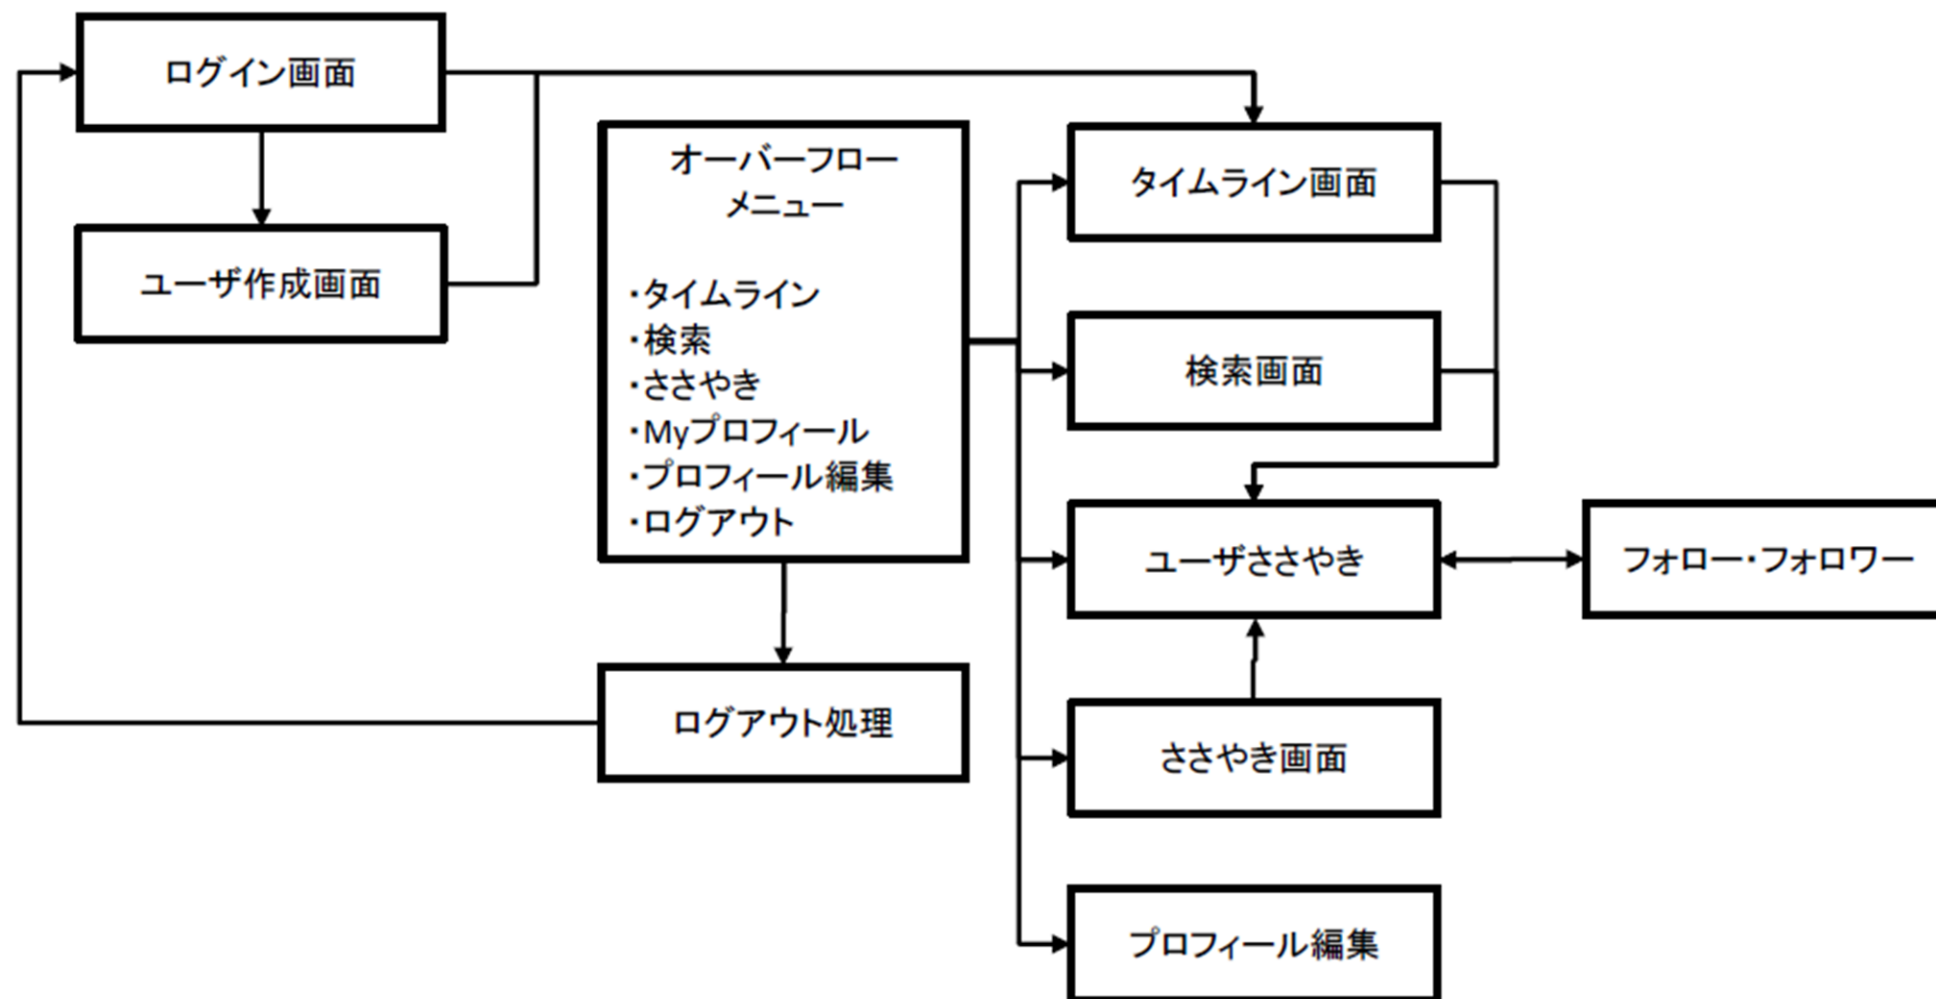 ログイン画面
ユーザ作成画面
オーバーフロー
メニュー
・タイムライン
・検索
・ささやき
・Myプロフィール
・プロフィール編集
・ログアウト
ログアウト処理
タイムライン画面
検索画面
ユーザささやき
フォロー・フォロワー
ささやき画面
プロフィール編集